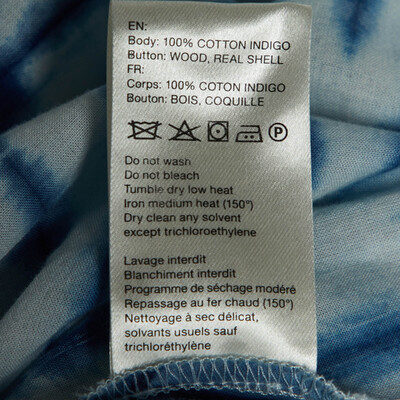 EN:
Body: 100% COTTON INDIGO
Button: WOOD, REAL SHELL
FR:
Corps: 100% COTON INDIGO
Bouton: BOIS, COQUILLE
P
Do not wash
Do not bleach
Tumble dry low heat
Iron medium heat (150°)
Dry clean any solvent
except trichloroethylene
Lavage interdit
Blanchiment interdit
Programme de séchage modéré
Repassage au fer chaud (150°)
Nettoyage à sec délicat,
solvants usuels sauf
trichloréthylène